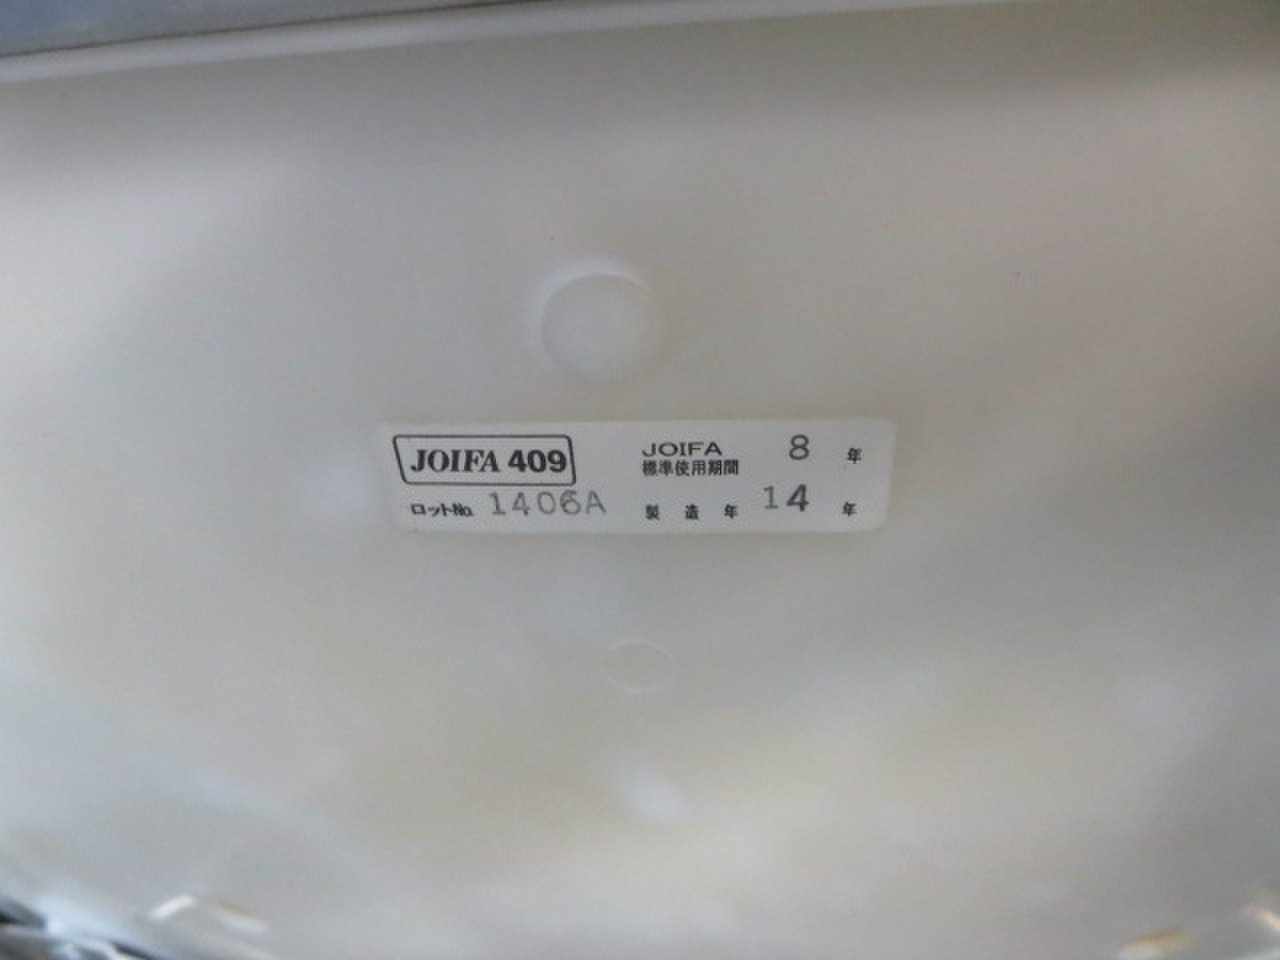 JOIFA 409
ロットNo. 1406A
JOIFA 8 年
標準使用期間
製造年 14 年